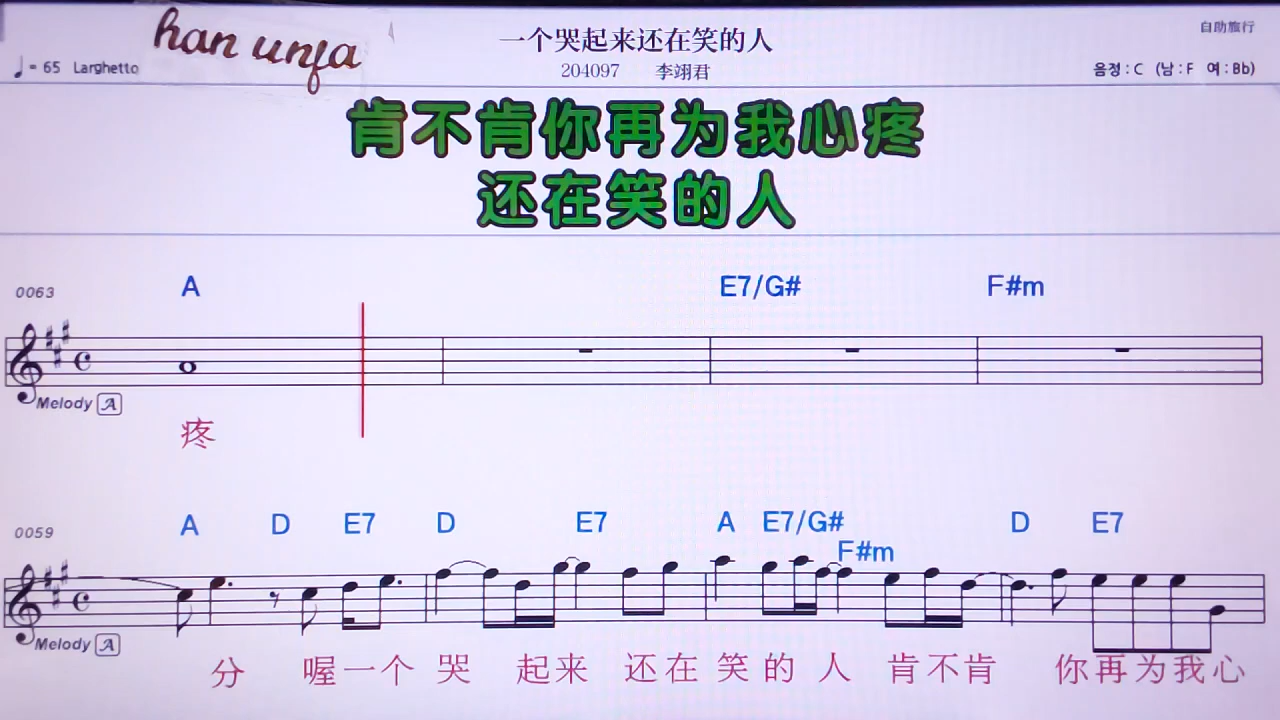 han unfa
一个哭起来还在笑的人
自助旅行
♩= 65 Larghetto
204097 李翊君
음정 : C (남 : F 여 : Bb)
肯不肯你再为我心疼
还在笑的人
0063 A E7/G# F#m
Melody A
疼
0059 A D E7 D E7 A E7/G# F#m D E7
Melody A
分 喔一个 哭 起来 还在 笑 的 人 肯不肯 你再为我心